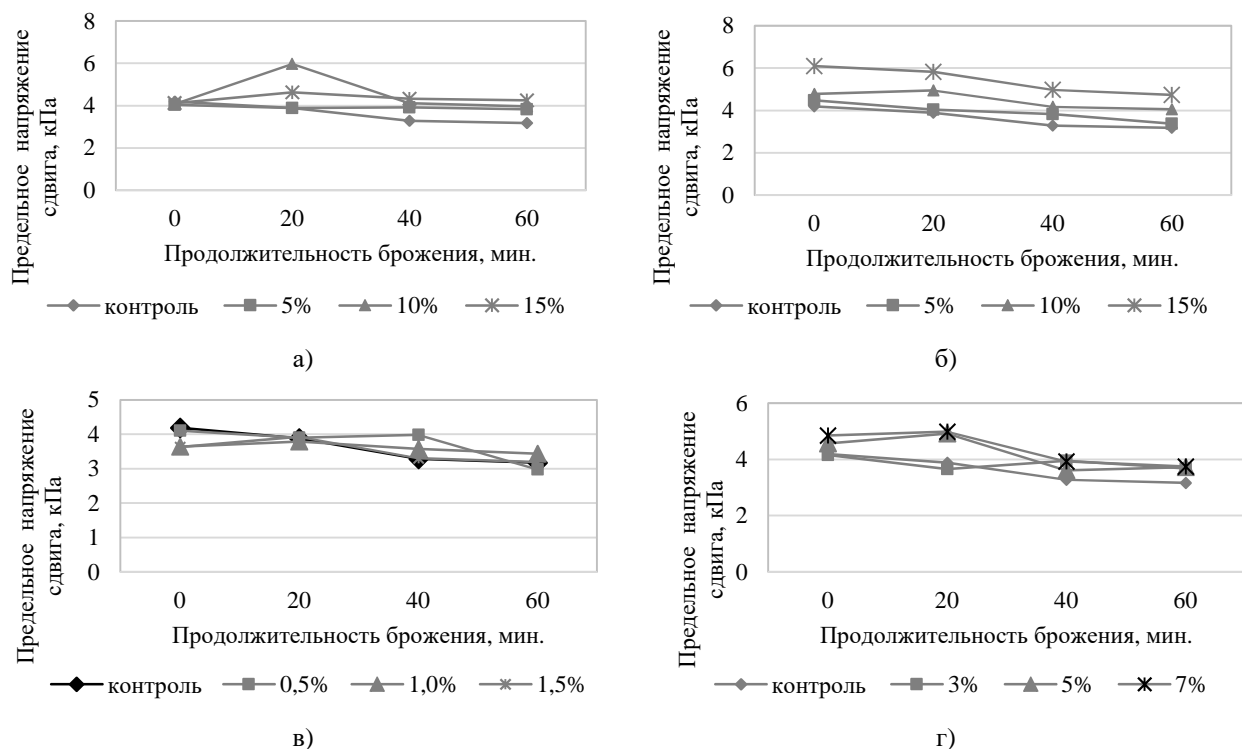 Предельное напряжение
сдвига, кПа
8
6
4
2
0
0 20 40 60
Продолжительность брожения, мин.
контроль 5% 10% 15%
а)
Предельное напряжение
сдвига, кПа
8
6
4
2
0
0 20 40 60
Продолжительность брожения, мин.
контроль 5% 10% 15%
б)
Предельное напряжение
сдвига, кПа
5
4
3
2
1
0
0 20 40 60
Продолжительность брожения, мин.
контроль 0,5% 1,0% 1,5%
в)
Предельное напряжение
сдвига, кПа
6
4
2
0
0 20 40 60
Продолжительность брожения, мин.
контроль 3% 5% 7%
г)